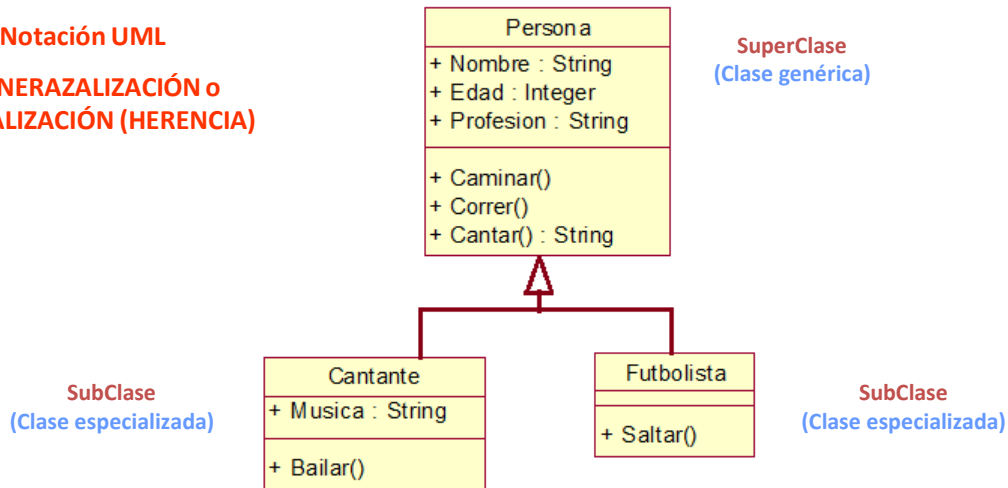 Notación UML
NERAZALIZACIÓN o
ALIZACIÓN (HERENCIA)
Persona
+ Nombre : String
+ Edad : Integer
+ Profesion : String
+ Caminar()
+ Correr()
+ Cantar() : String
SuperClase
(Clase genérica)
SubClase
(Clase especializada)
Cantante
+ Musica : String
+ Bailar()
Futbolista
+ Saltar()
SubClase
(Clase especializada)